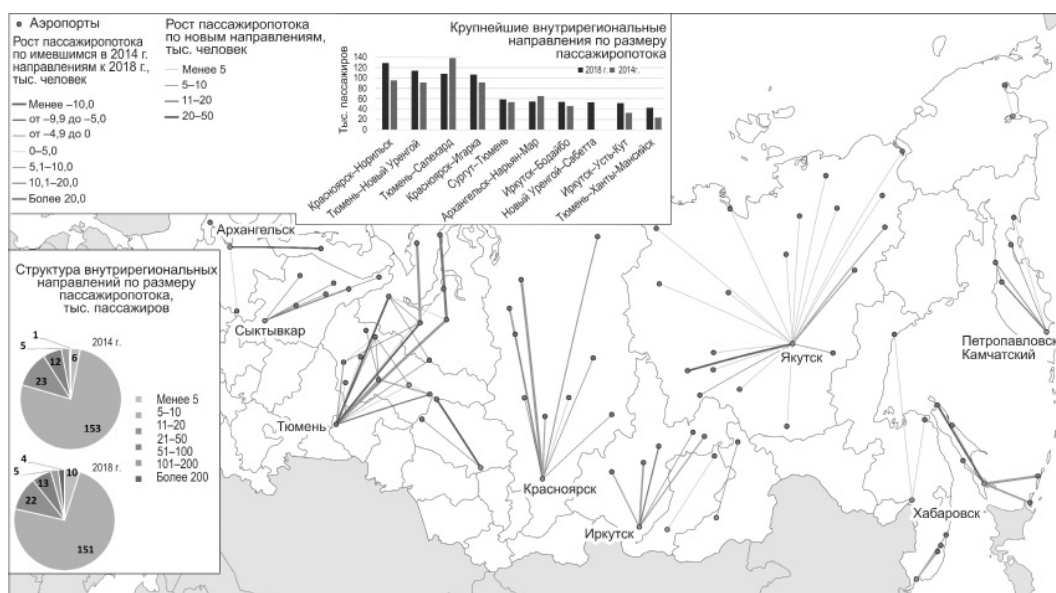 Аэропорты
Рост пассажиропотока
по имевшимся в 2014 г.
направлениям к 2018 г.,
тыс. человек
Менее –10,0
от –9,9 до –5,0
от –4,9 до 0
0–5,0
5,1–10,0
10,1–20,0
Более 20,0
Рост пассажиропотока
по новым направлениям,
тыс. человек
Менее 5
5–10
11–20
20–50
Крупнейшие внутрирегиональные
направления по размеру
пассажиропотока
2018 г.
2014г.
Тыс. пассажиров
140
120
100
80
60
40
20
0
Красноярск–Норильск
Тюмень–Новый Уренгой
Тюмень–Салехард
Красноярск–Игарка
Сургут–Тюмень
Архангельск–Нарьян-Мар
Иркутск–Бодайбо
Новый Уренгой–Сабетта
Иркутск–Усть-Кут
Тюмень–Ханты-Мансийск
Архангельск
Сыктывкар
Тюмень
Красноярск
Иркутск
Якутск
Хабаровск
Петропавловск-
Камчатский
Структура внутрирегиональных
направлений по размеру
пассажиропотока,
тыс. пассажиров
2014 г.
1
5
12
6
23
153
Менее 5
5–10
11–20
21–50
51–100
101–200
Более 200
2018 г.
4
5
13
10
22
151